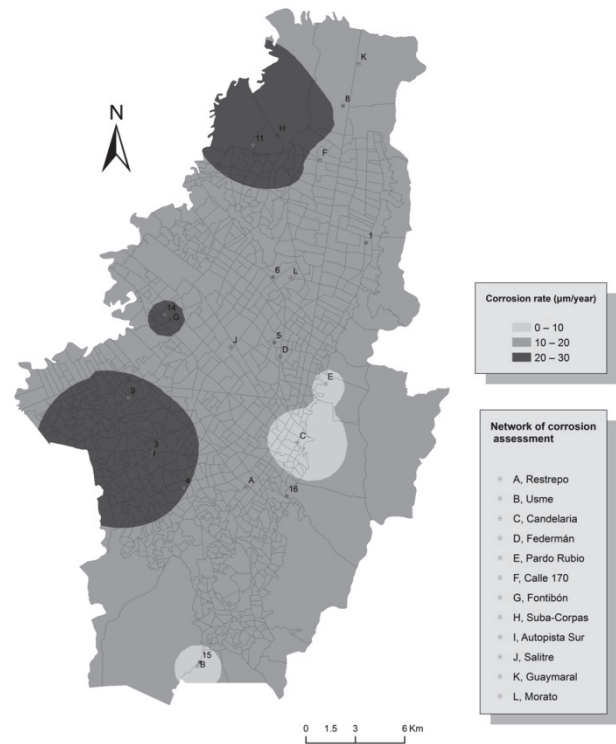 K
8
H
11
F
N
1
6
L
14
G
5
J
D
E
9
C
3
I
4
A
16
15
B
Corrosion rate (µm/year)
0 – 10
10 – 20
20 – 30
Network of corrosion
assessment
A, Restrepo
B, Usme
C, Candelaria
D, Federmán
E, Pardo Rubio
F, Calle 170
G, Fontibón
H, Suba-Corpas
I, Autopista Sur
J, Salitre
K, Guaymaral
L, Morato
0 1.5 3 6 Km